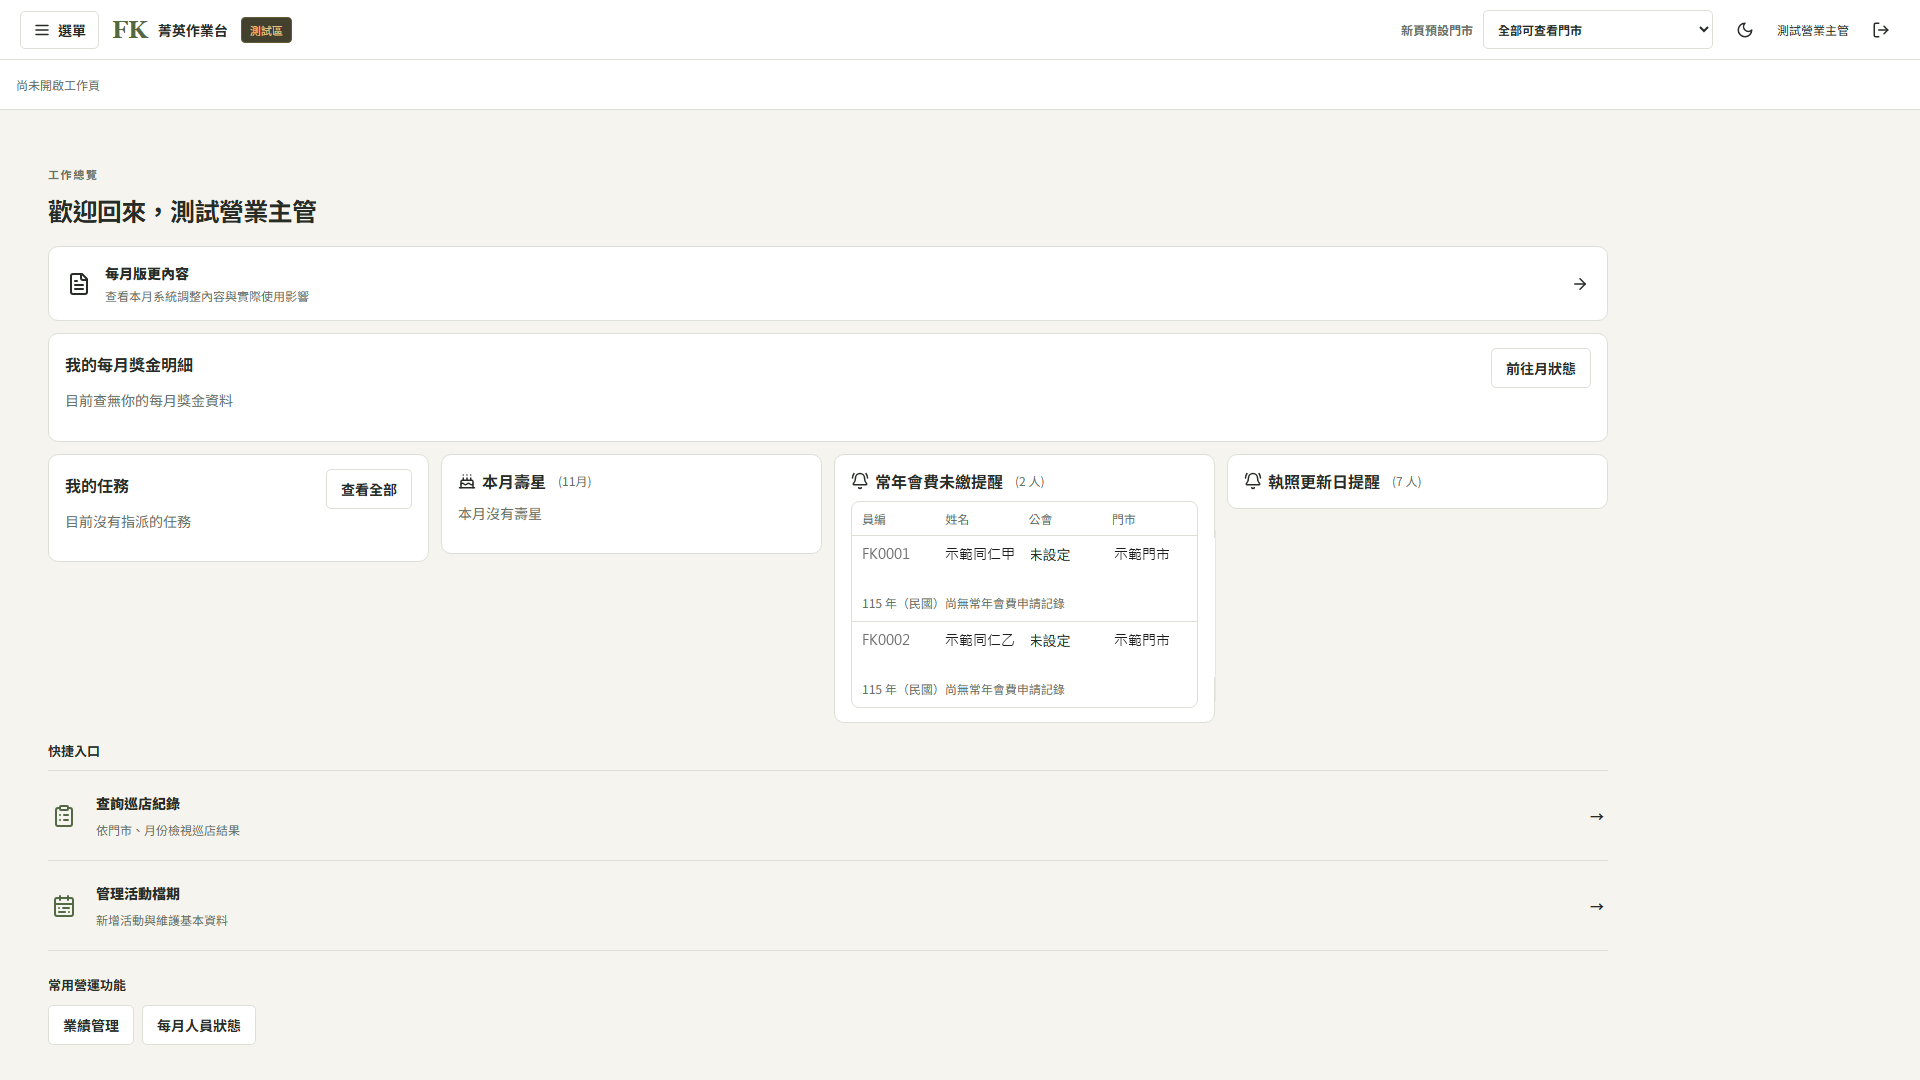 選單
FK 菁英作業台 測試區
新頁預設門市 全部可查看門市
測試營業主管
尚未開啟工作頁
工作總覽
歡迎回來，測試營業主管
每月版更內容
查看本月系統調整內容與實際使用影響
我的每月獎金明細
前往月狀態
目前查無你的每月獎金資料
我的任務
查看全部
目前沒有指派的任務
本月壽星 (11月)
本月沒有壽星
常年會費未繳提醒 (2 人)
員編 姓名 公會 門市
FK0001 示範同仁甲 未設定 示範門市
115 年（民國）尚無常年會費申請記錄
FK0002 示範同仁乙 未設定 示範門市
115 年（民國）尚無常年會費申請記錄
執照更新日提醒 (7 人)
快捷入口
查詢巡店紀錄
依門市、月份檢視巡店結果
管理活動檔期
新增活動與維護基本資料
常用營運功能
業績管理
每月人員狀態